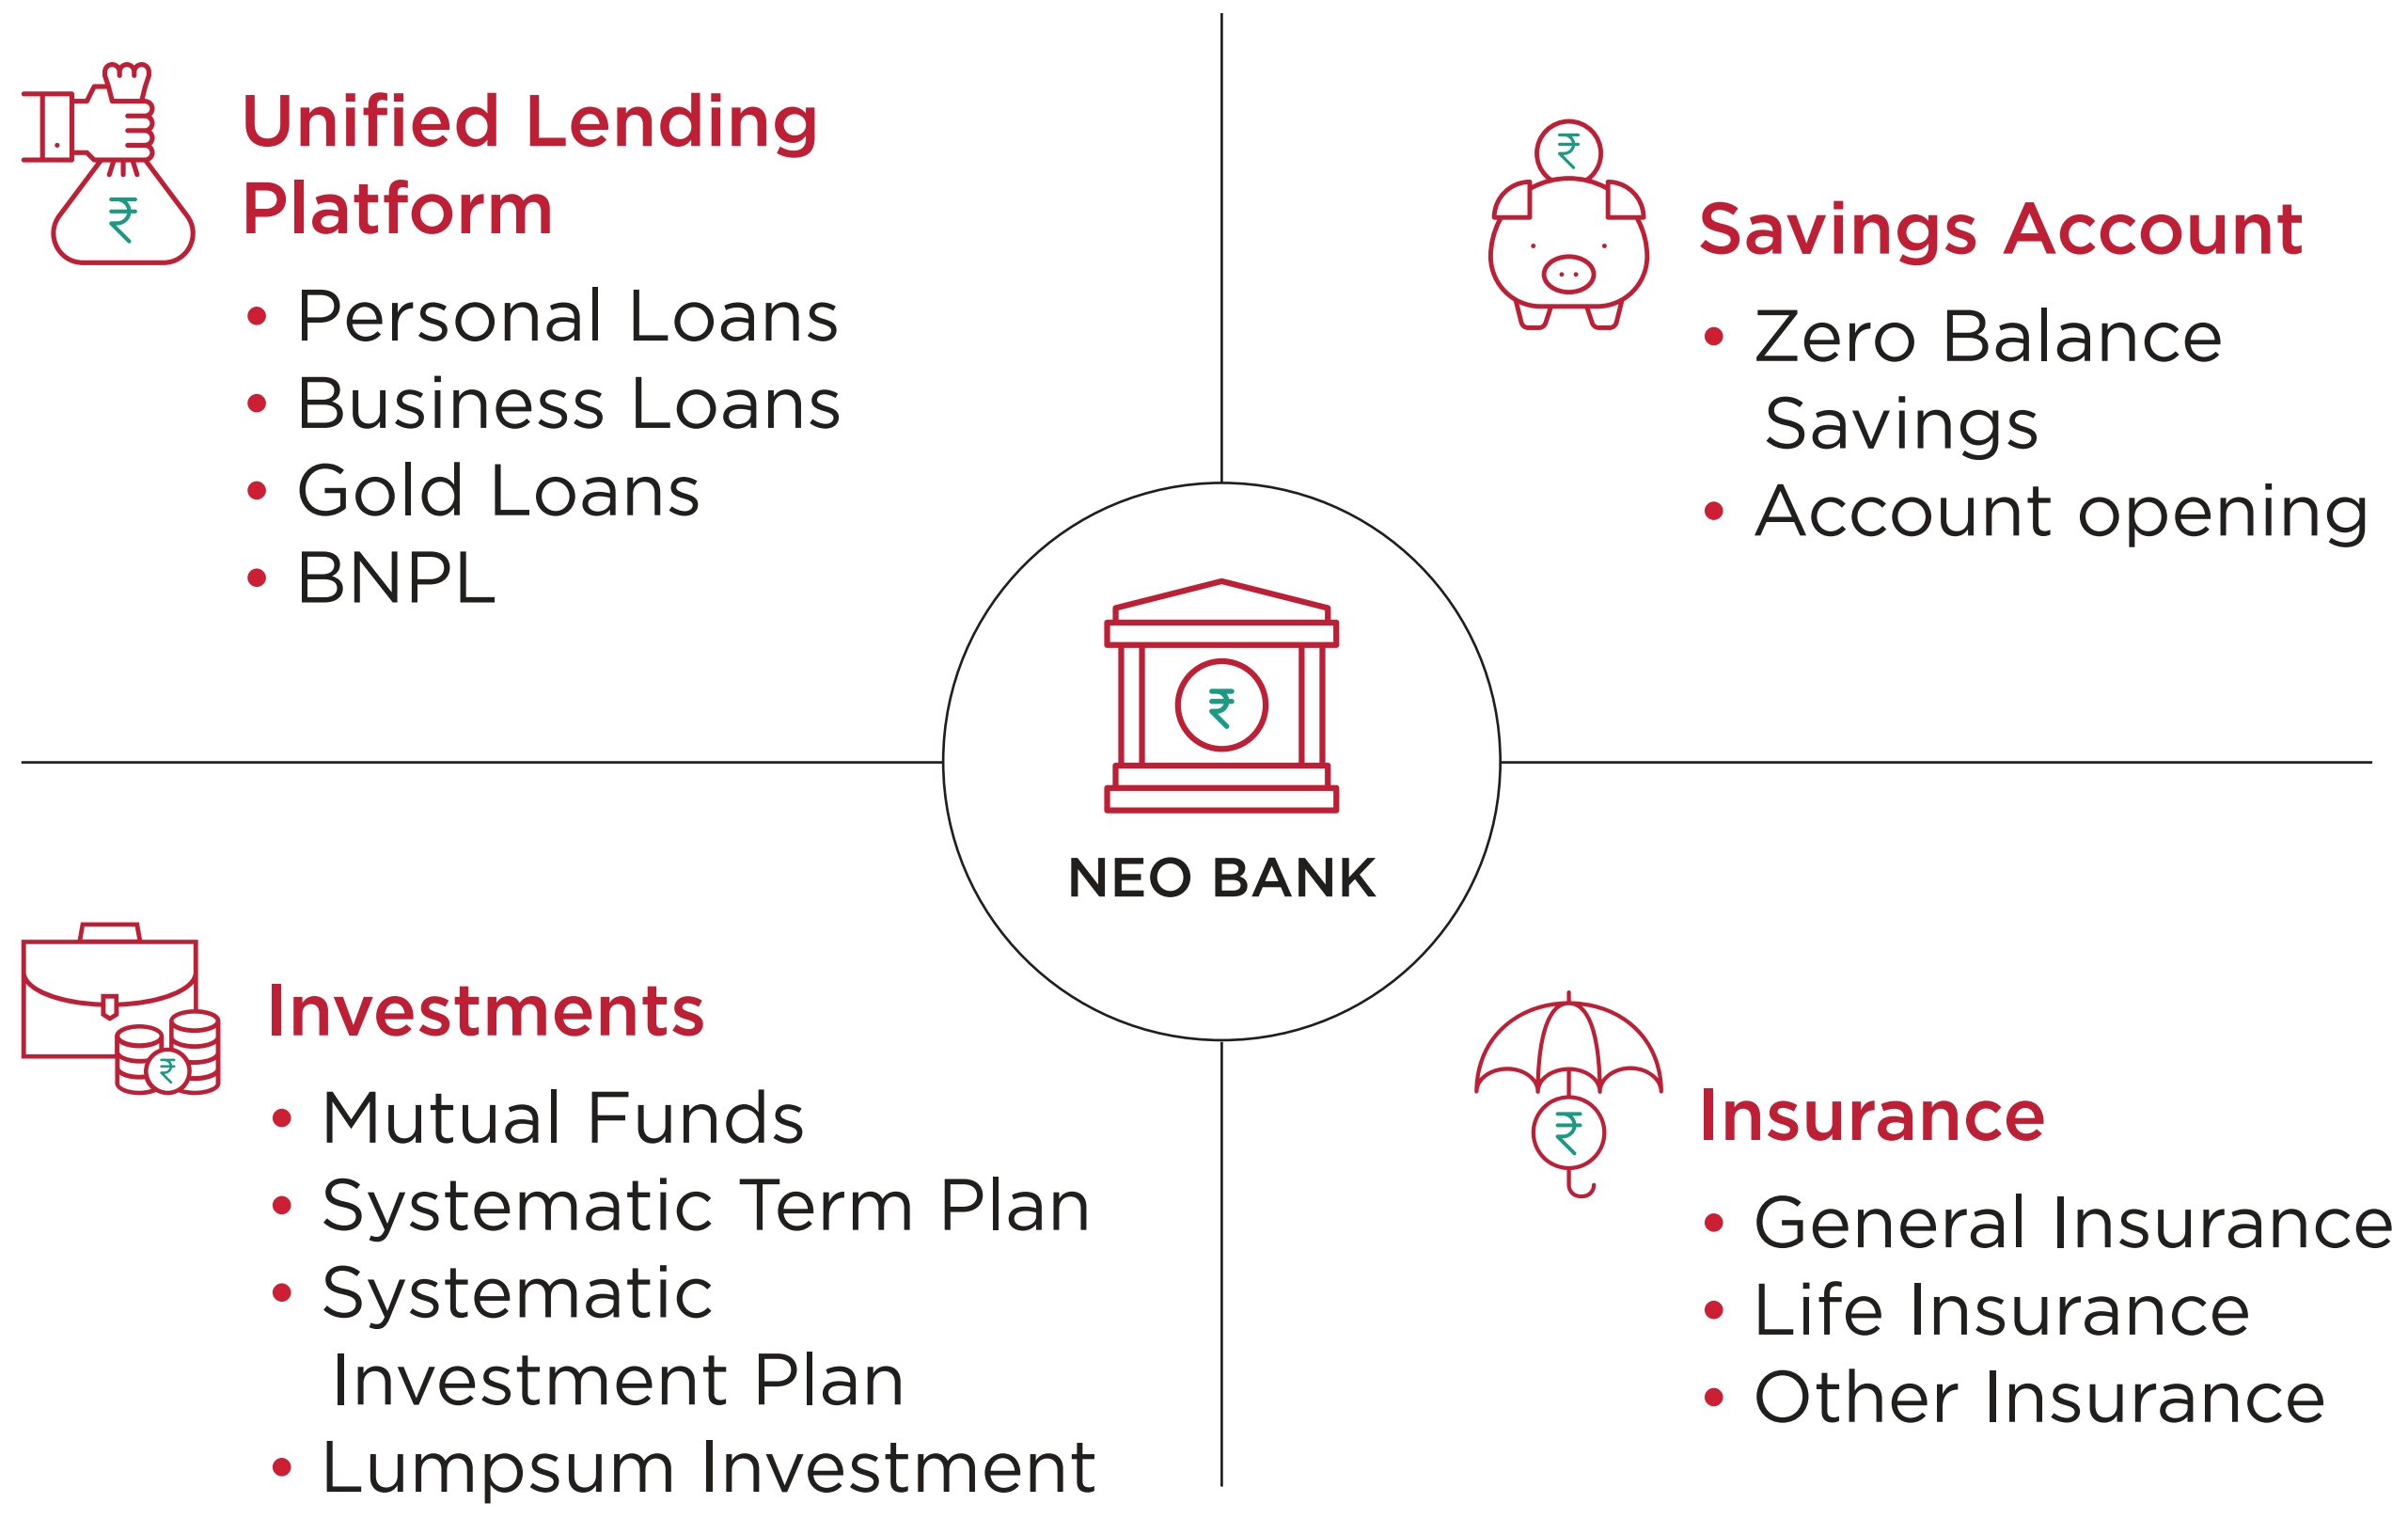 Unified Lending
Platform
• Personal Loans
• Business Loans
• Gold Loans
• BNPL
Savings Account
• Zero Balance
Savings
• Account opening
₹
NEO BANK
Investments
• Mutual Funds
• Systematic Term Plan
• Systematic
Investment Plan
• Lumpsum Investment
Insurance
• General Insurance
• Life Insurance
• Other Insurance